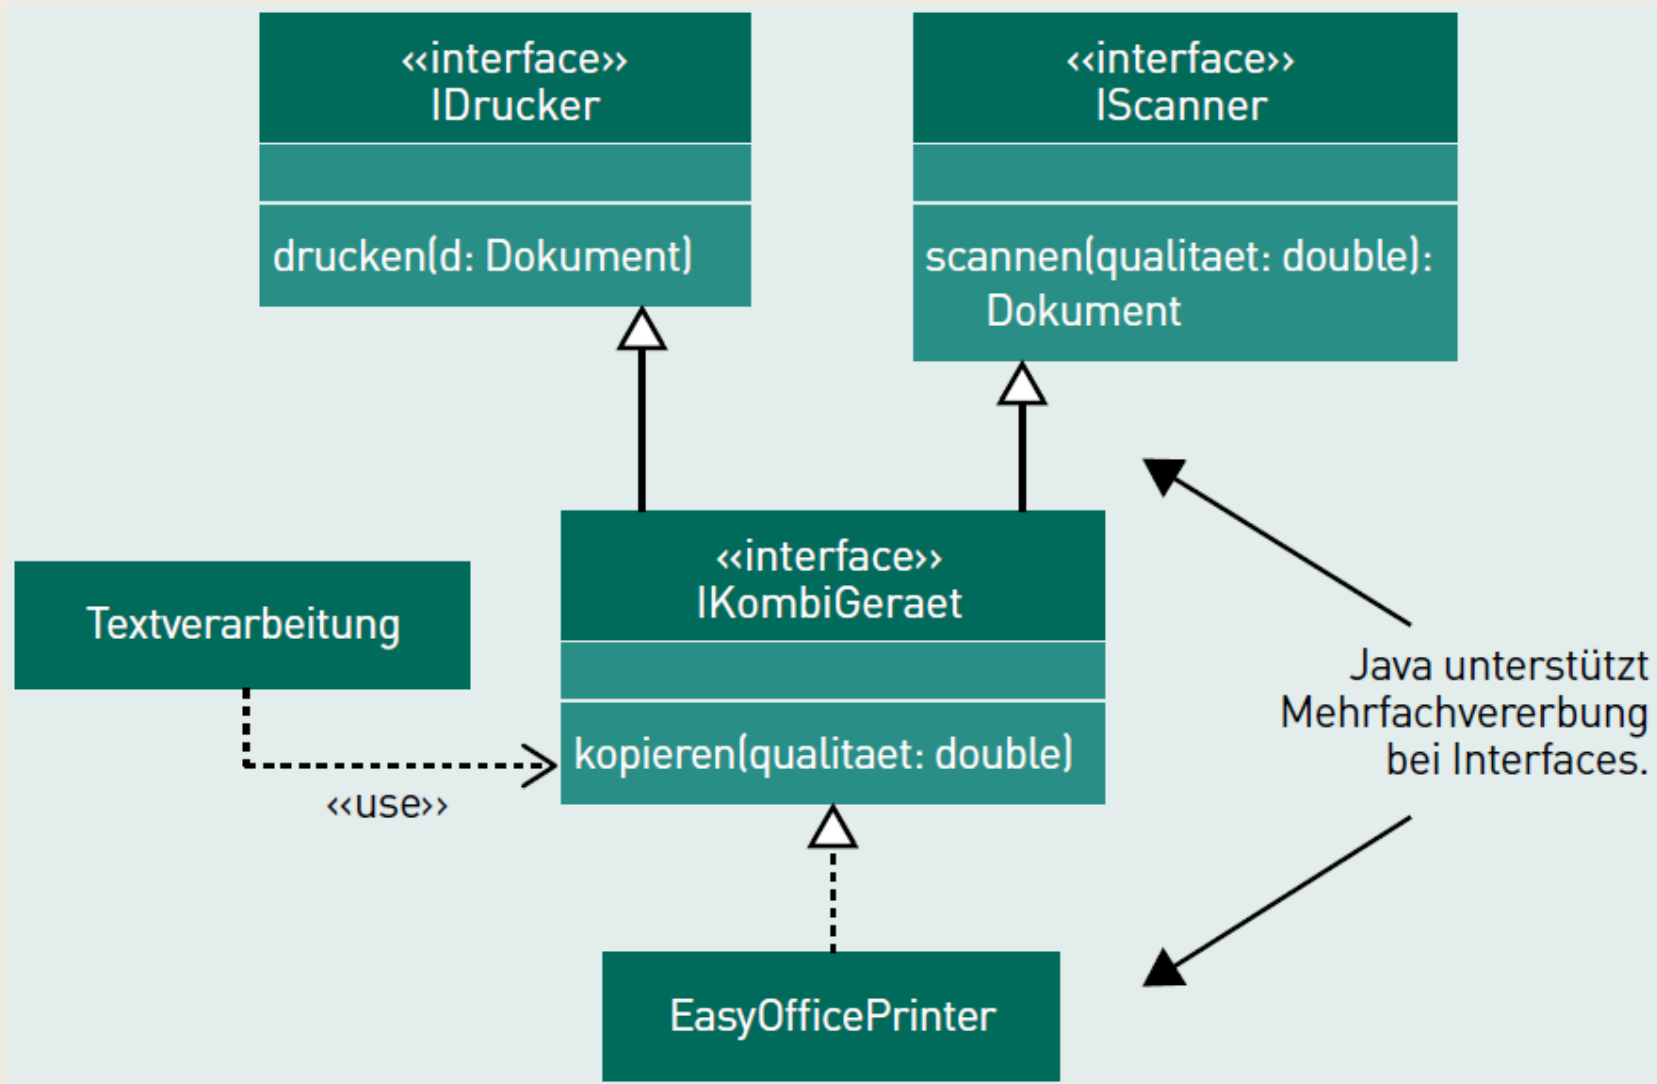 ‹‹interface››
IDrucker
drucken(d: Dokument)
‹‹interface››
IScanner
scannen(qualitaet: double):
Dokument
‹‹interface››
IKombiGeraet
kopieren(qualitaet: double)
Textverarbeitung
‹‹use››
Java unterstützt
Mehrfachvererbung
bei Interfaces.
EasyOfficePrinter